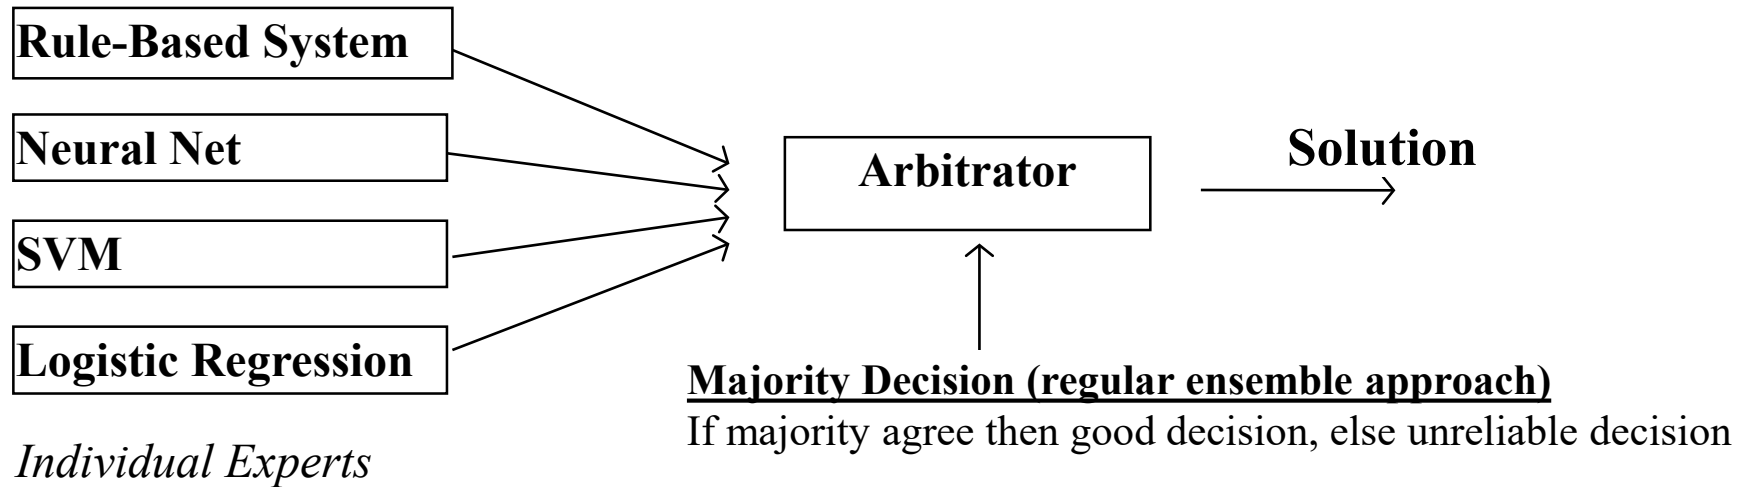 Rule-Based System
Neural Net
SVM
Logistic Regression
Individual Experts
Arbitrator
Solution
Majority Decision (regular ensemble approach)
If majority agree then good decision, else unreliable decision